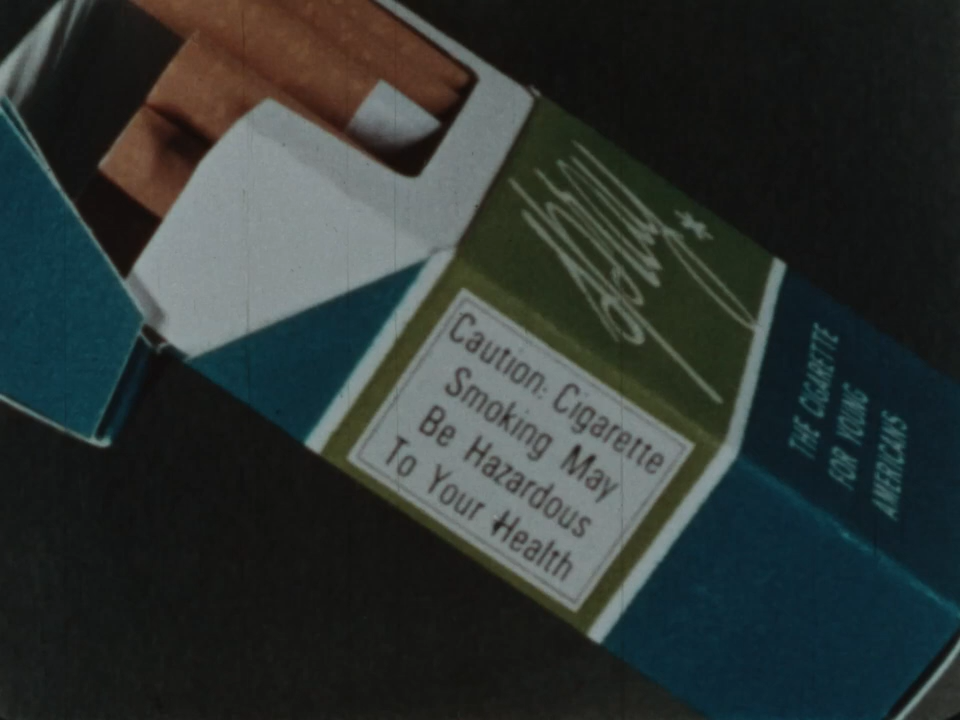 Caution: Cigarette
Smoking May
Be Hazardous
To Your Health
THE CIGARETTE
FOR YOUNG
AMERICANS